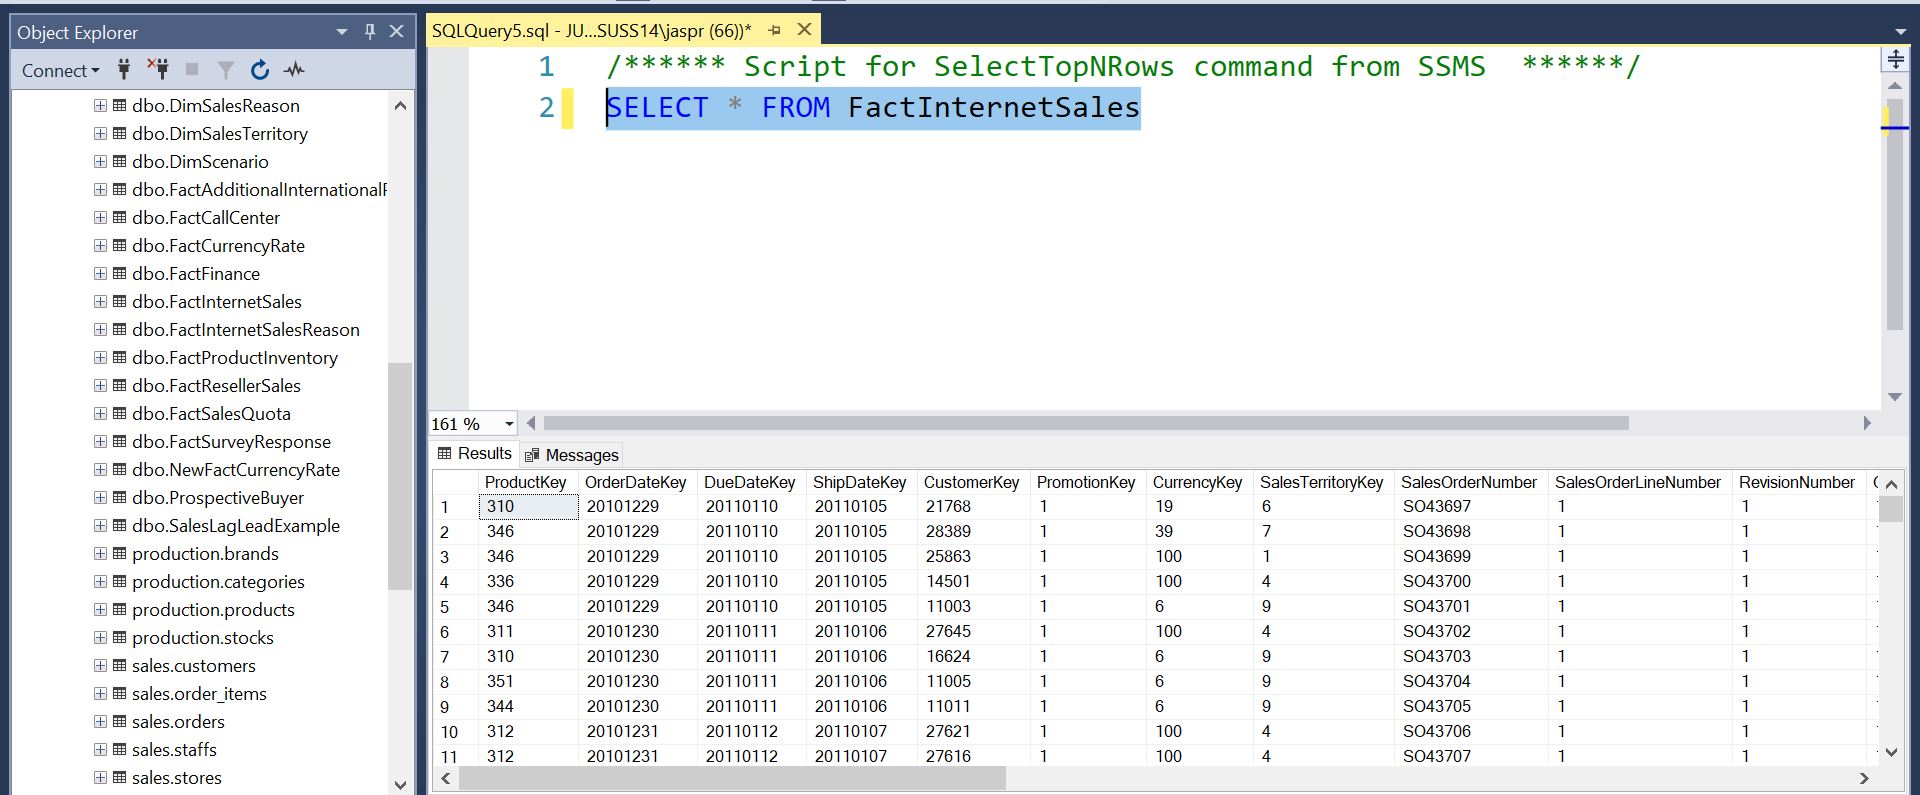 Object Explorer
Connect
dbo.DimSalesReason
dbo.DimSalesTerritory
dbo.DimScenario
dbo.FactAdditionalInternationalP
dbo.FactCallCenter
dbo.FactCurrencyRate
dbo.FactFinance
dbo.FactInternetSales
dbo.FactInternetSalesReason
dbo.FactProductInventory
dbo.FactResellerSales
dbo.FactSalesQuota
dbo.FactSurveyResponse
dbo.NewFactCurrencyRate
dbo.ProspectiveBuyer
dbo.SalesLagLeadExample
production.brands
production.categories
production.products
production.stocks
sales.customers
sales.order_items
sales.orders
sales.staffs
sales.stores
SQLQuery5.sql - JU...SUSS14\jaspr (66))*
1 /****** Script for SelectTopNRows command from SSMS  ******/
2 SELECT * FROM FactInternetSales
161 %
Results Messages
ProductKey OrderDateKey DueDateKey ShipDateKey CustomerKey PromotionKey CurrencyKey SalesTerritoryKey SalesOrderNumber SalesOrderLineNumber RevisionNumber
1 310 20101229 20110110 20110105 21768 1 19 6 SO43697 1 1
2 346 20101229 20110110 20110105 28389 1 39 7 SO43698 1 1
3 346 20101229 20110110 20110105 25863 1 100 1 SO43699 1 1
4 336 20101229 20110110 20110105 14501 1 100 4 SO43700 1 1
5 346 20101229 20110110 20110105 11003 1 6 9 SO43701 1 1
6 311 20101230 20110111 20110106 27645 1 100 4 SO43702 1 1
7 310 20101230 20110111 20110106 16624 1 6 9 SO43703 1 1
8 351 20101230 20110111 20110106 11005 1 6 9 SO43704 1 1
9 344 20101230 20110111 20110106 11011 1 6 9 SO43705 1 1
10 312 20101231 20110112 20110107 27621 1 100 4 SO43706 1 1
11 312 20101231 20110112 20110107 27616 1 100 4 SO43707 1 1